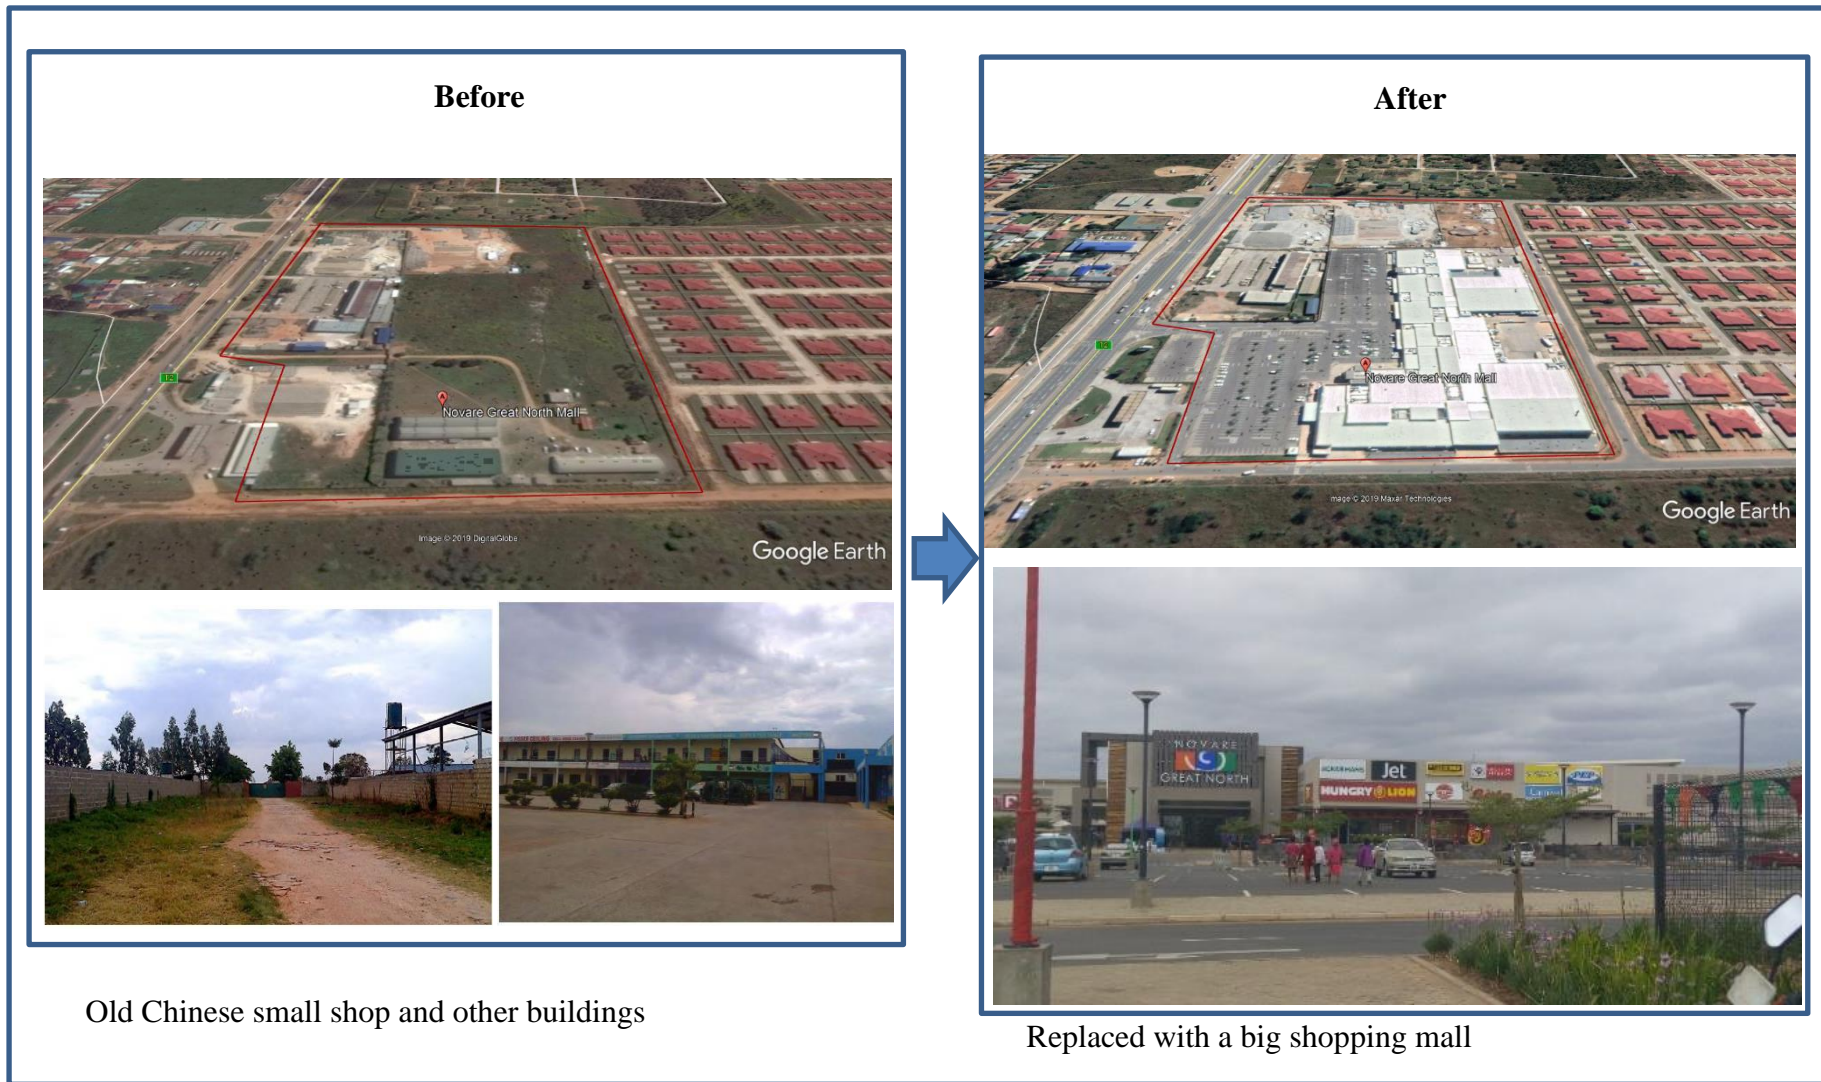 Before
Novare Great North Mall
Image © 2019 DigitalGlobe
Google Earth
Old Chinese small shop and other buildings
After
A
Novare Great North Mall
mage © 2019 Maxar Technologies
Google Earth
NOVARE
GREAT NORTH
Jet
PEP
HUNGRY LION
Replaced with a big shopping mall